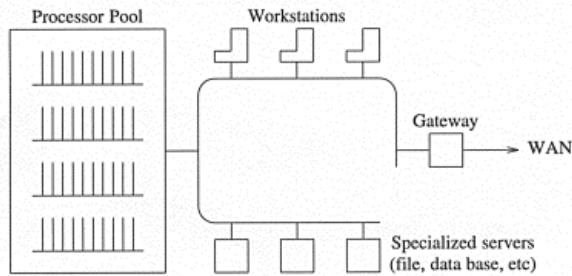 Processor Pool
Workstations
Gateway
WAN
Specialized servers
(file, data base, etc)